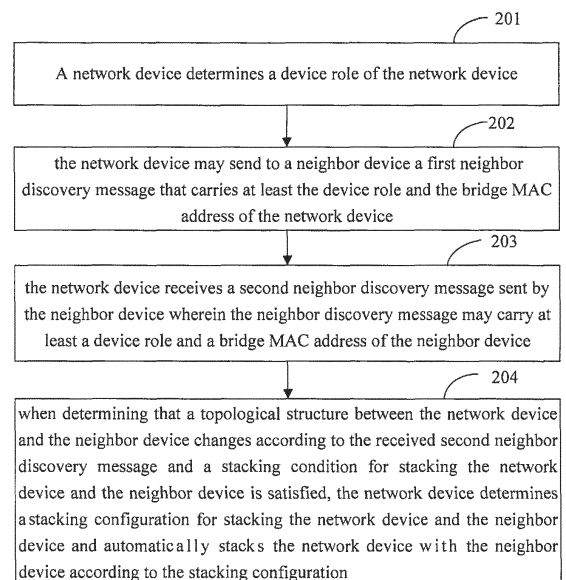 201
A network device determines a device role of the network device
202
the network device may send to a neighbor device a first neighbor
discovery message that carries at least the device role and the bridge MAC
address of the network device
203
the network device receives a second neighbor discovery message sent by
the neighbor device wherein the neighbor discovery message may carry at
least a device role and a bridge MAC address of the neighbor device
204
when determining that a topological structure between the network device
and the neighbor device changes according to the received second neighbor
discovery message and a stacking condition for stacking the network
device and the neighbor device is satisfied, the network device determines
a stacking configuration for stacking the network device and the neighbor
device and automatically stacks the network device with the neighbor
device according to the stacking configuration